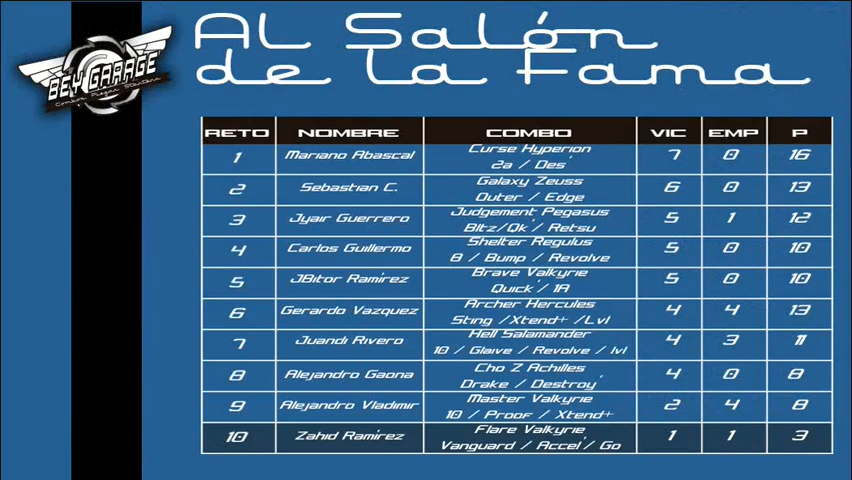 Al Salón
de la Fama
BEY GARAGE
RETO NOMBRE COMBO VIC EMP P
1 Mariano Abascal Curse Hyperion 7 0 16
2a / Des'
2 Sebastian C. Galaxy Zeuss 6 0 13
Outer / Edge
3 Jyair Guerrero Judgement Pegasus 5 1 12
Bltz/Qk'/ Retsu
4 Carlos Guillermo Shelter Regulus 5 0 10
8 / Bump / Revolve
5 JBitor Ramírez Brave Valkyrie 5 0 10
Quick'/ 1A
6 Gerardo Vazquez Archer Hercules 4 4 13
Sting /Xtend+ /Lvl
7 Juandi Rivero Hell Salamander 4 3 11
10 / Glaive / Revolve / lvl
8 Alejandro Gaona Cho Z Achilles 4 0 8
Drake / Destroy'
9 Alejandro Vladimir Master Valkyrie 2 4 8
10 / Proof / Xtend+
10 Zahid Ramírez Flare Valkyrie 1 1 3
Vanguard / Accel'/ Go